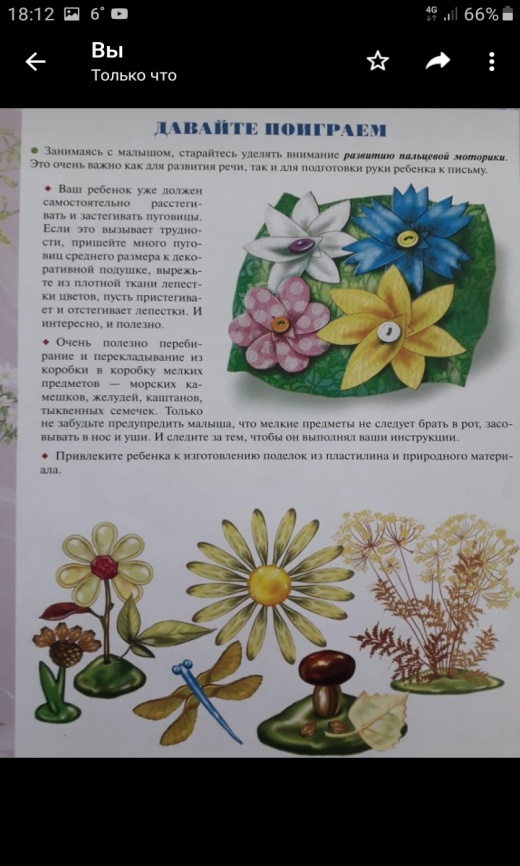 18:12 6° 4G 66%
Вы
Только что
ДАВАЙТЕ ПОИГРАЕМ
Занимаясь с малышом, старайтесь уделять внимание развитию пальцевой моторики.
Это очень важно как для развития речи, так и для подготовки руки ребенка к письму.
Ваш ребенок уже должен
самостоятельно расстеги-
вать и застегивать пуговицы.
Если это вызывает трудно-
сти, пришейте много пуго-
виц среднего размера к деко-
ративной подушке, вырежь-
те из плотной ткани лепест-
ки цветов, пусть пристегива-
ет и отстегивает лепестки. И
интересно, и полезно.
Очень полезно переби-
рание и перекладывание из
коробки в коробку мелких
предметов — морских ка-
мешков, желудей, каштанов,
тыквенных семечек. Только
не забудьте предупредить малыша, что мелкие предметы не следует брать в рот, засо-
вывать в нос и уши. И следите за тем, чтобы он выполнял ваши инструкции.
Привлеките ребенка к изготовлению поделок из пластилина и природного матери-
ала.